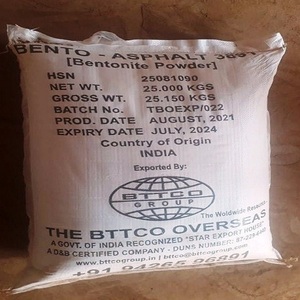 BENTO - ASPHALT
[Bentonite Powder]
HSN 25081090
NET WT. 25.000 KGS
GROSS WT. 25.150 KGS
BATCH No. TBOEXP/022
PROD. DATE AUGUST, 2021
EXPIRY DATE JULY, 2024
Country of Origin
INDIA
Exported By:
BTTCO
GROUP
The Woldwide
THE BTTCO OVERSEAS
A GOVT. OF INDIA RECOGNIZED "STAR EXPORT HOUSE"
A D&B CERTIFIED COMPANY - DUNS NUMBER:
www.bttcogroup.in